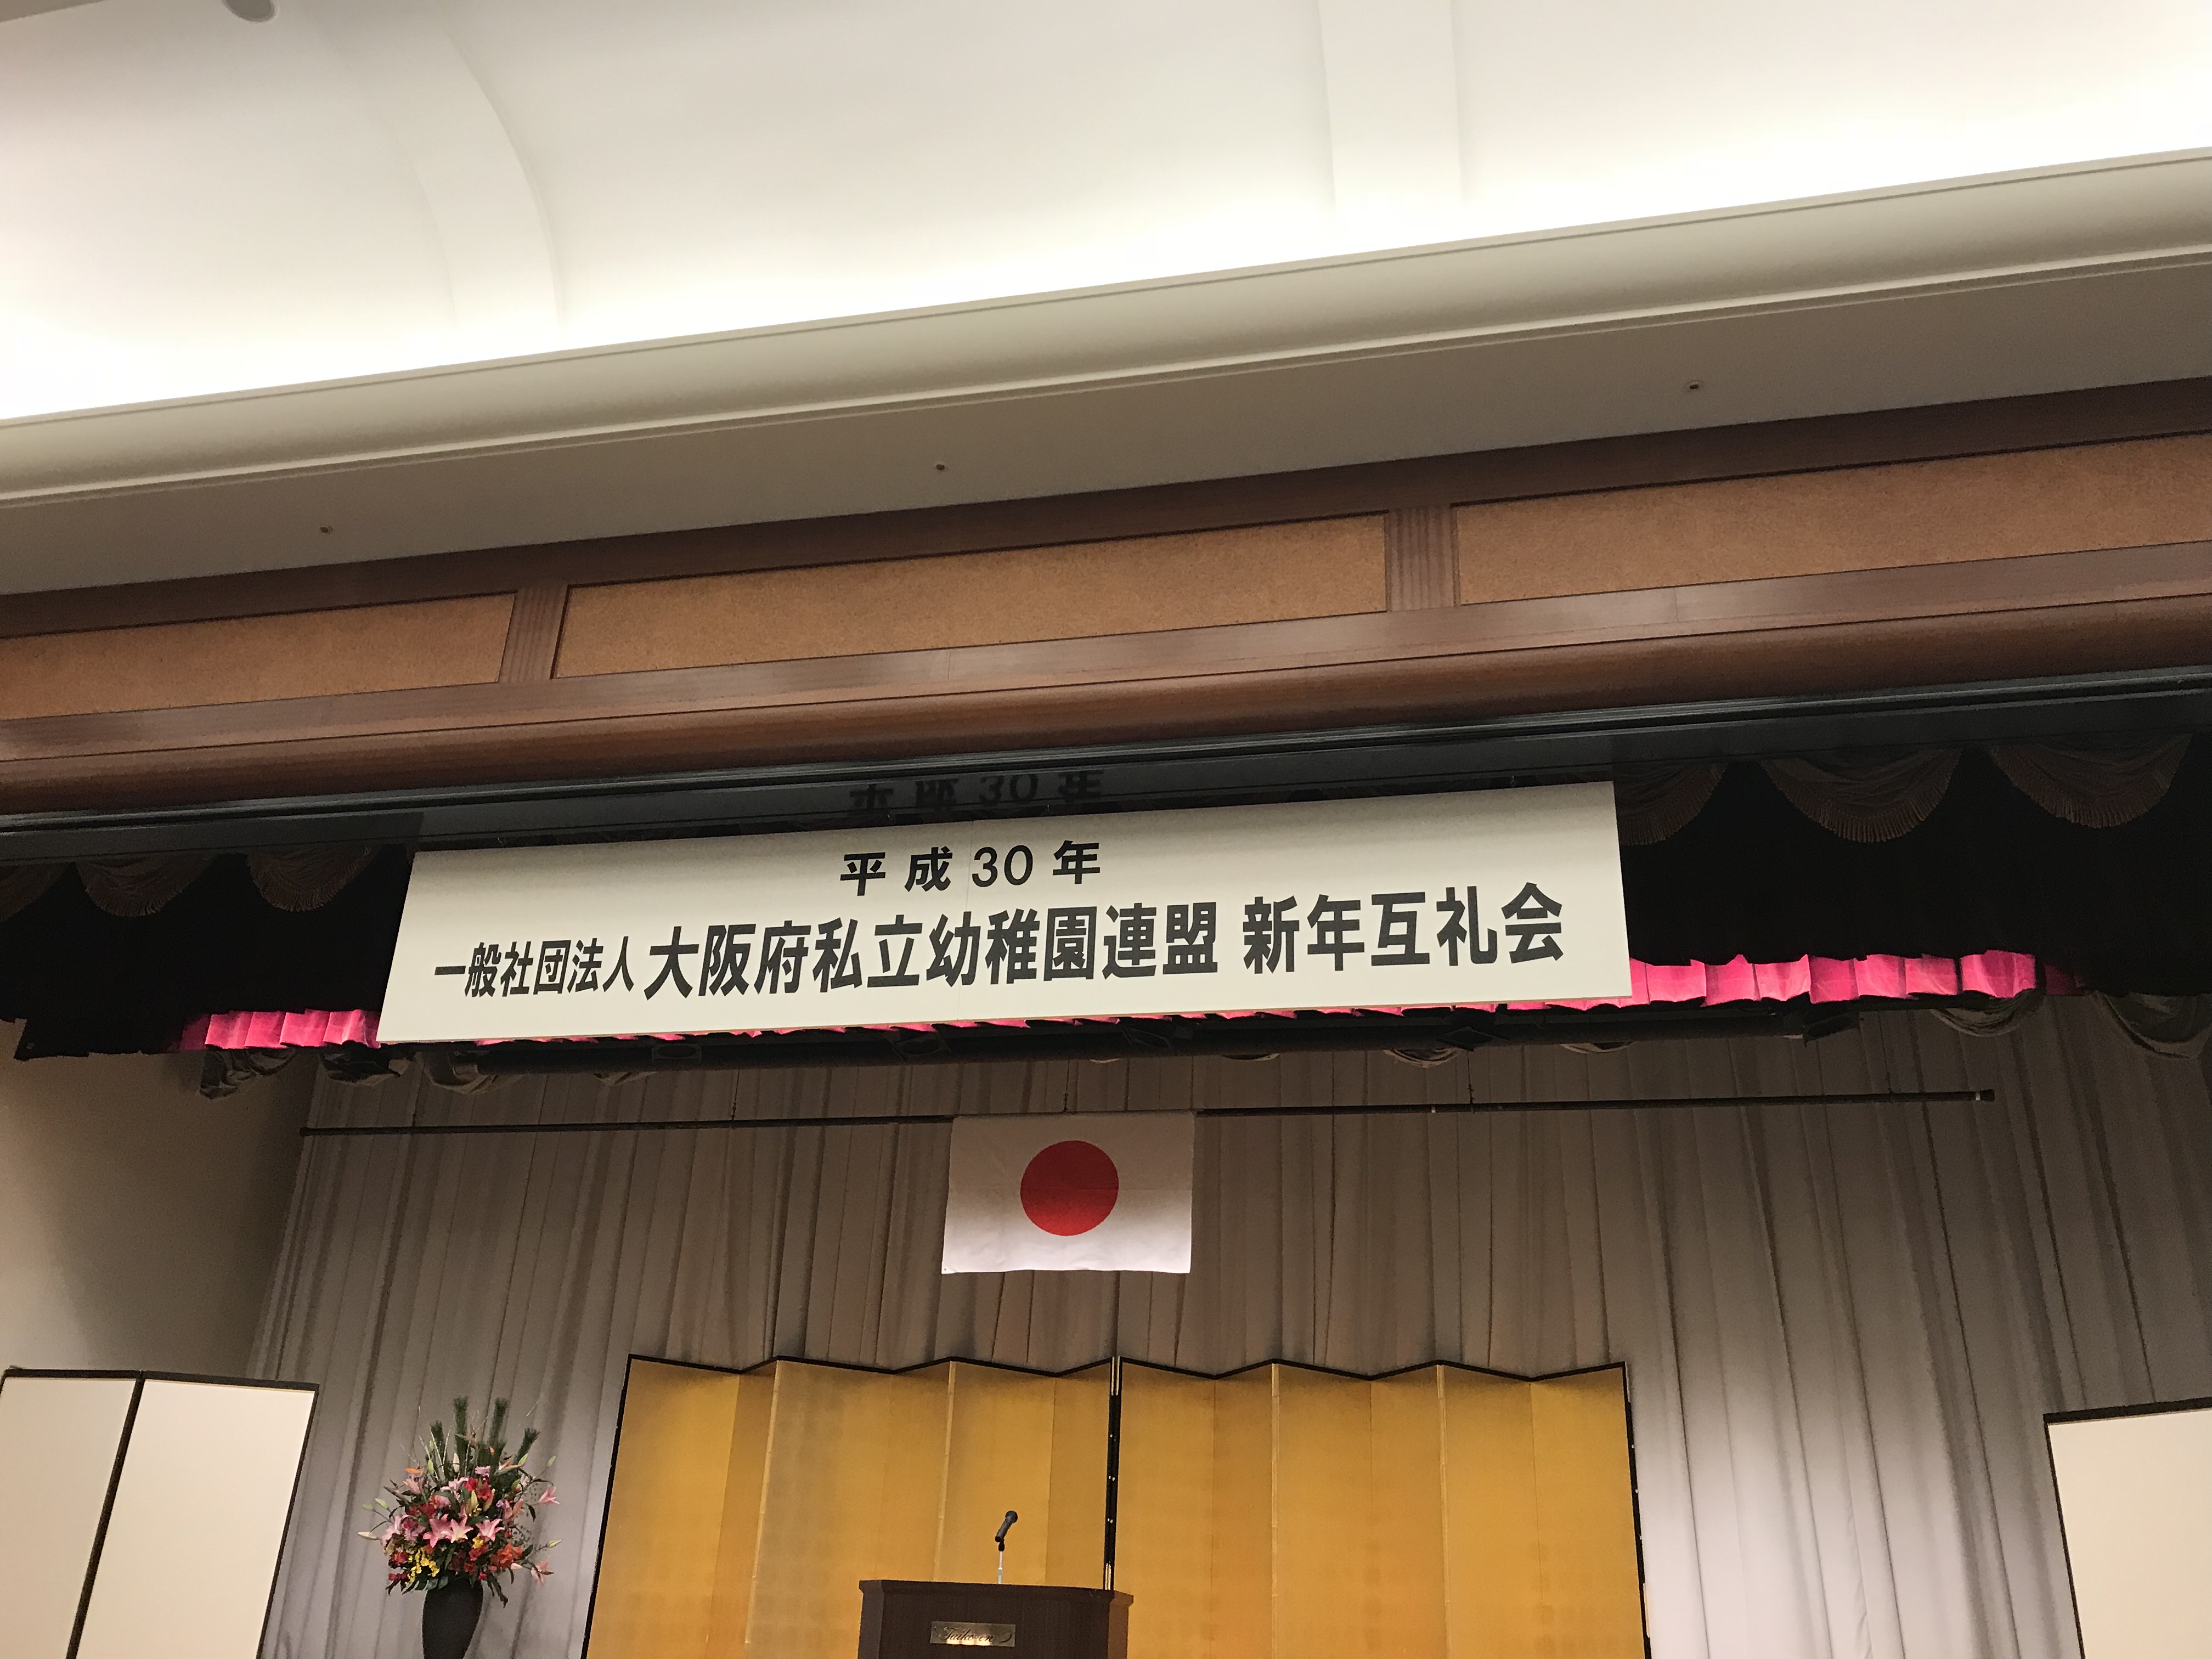 平成30年
一般社団法人 大阪府私立幼稚園連盟 新年互礼会